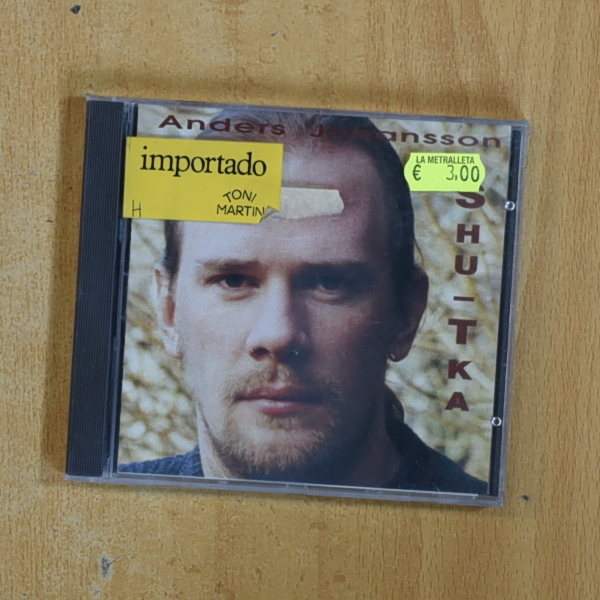 Anders Johansson
importado
TONI
MARTIN
H
LA METRALLETA
€ 3,00
SHU-TKA